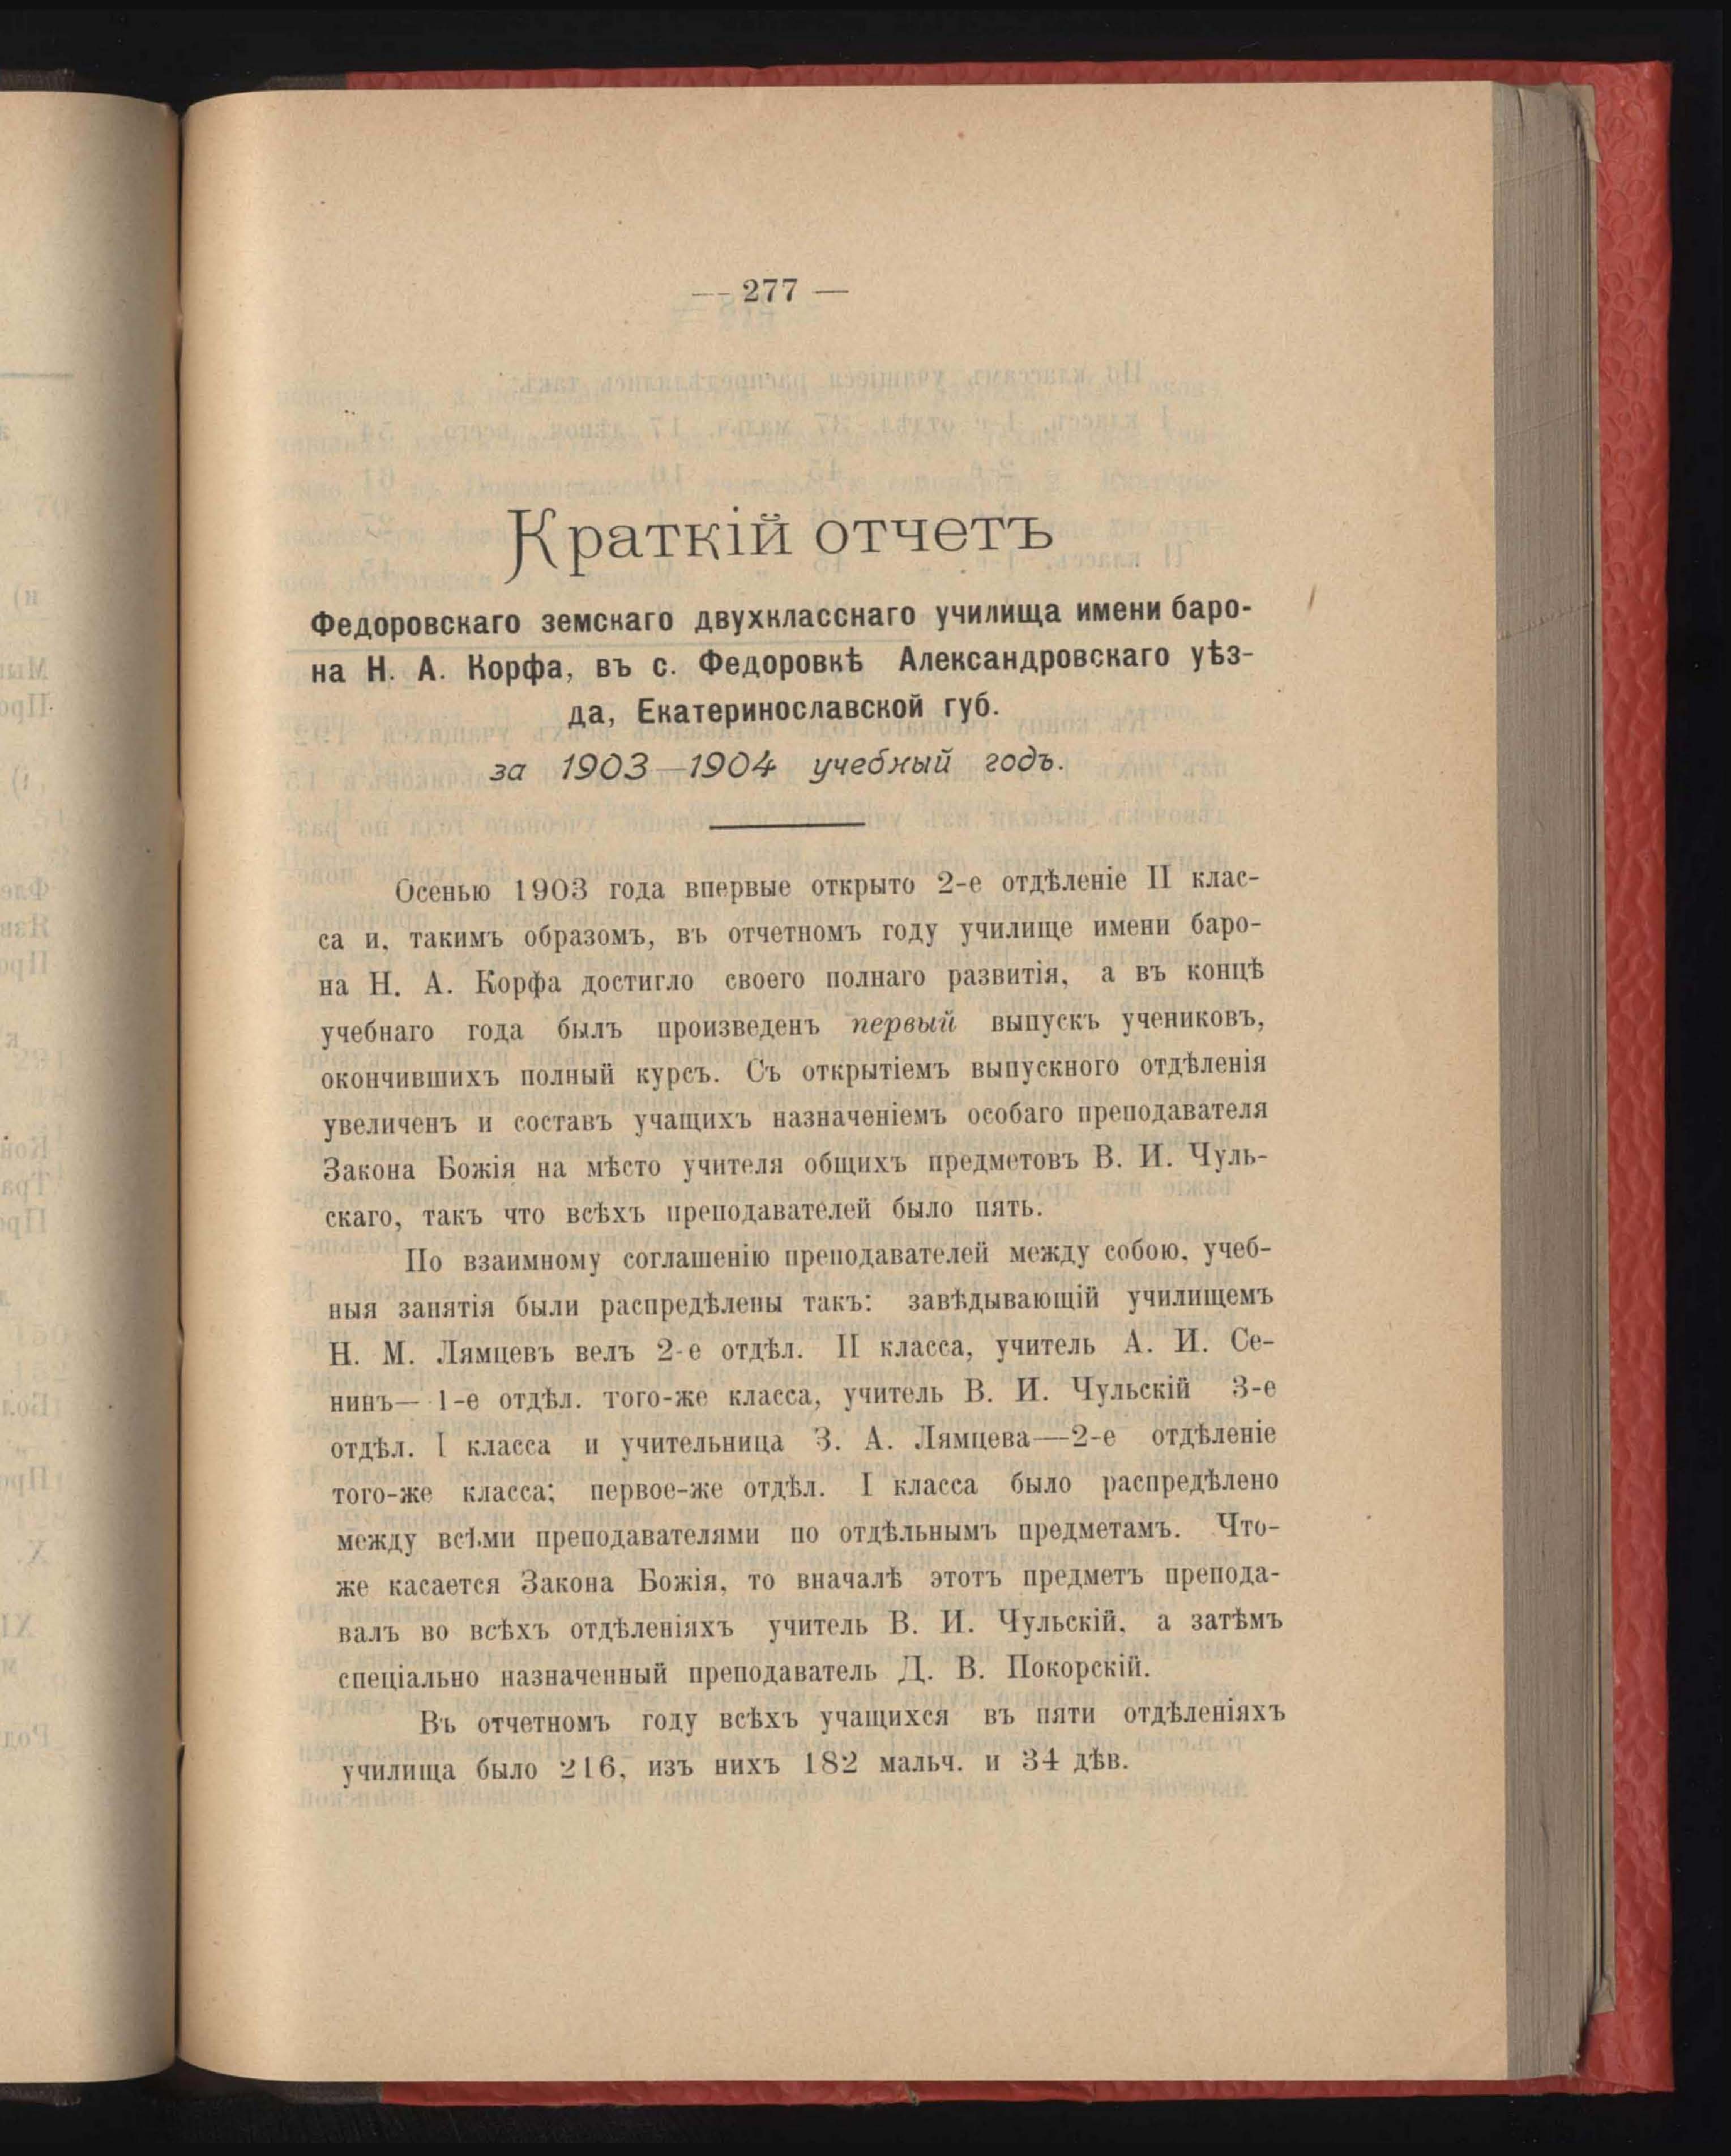 — 277 —
Краткій отчетъ
Федоровскаго земскаго двухкласснаго училища имени баро-
на Н. А. Корфа, въ с. Федоровкѣ Александровскаго уѣз-
да, Екатеринославской губ.
за 1903—1904 учебный годъ.
Осенью 1903 года впервые открыто 2-е отдѣленіе II клас-
са и, такимъ образомъ, въ отчетномъ году училище имени баро-
на Н. А. Корфа достигло своего полнаго развитія, а въ концѣ
учебнаго года былъ произведенъ первый выпускъ учениковъ,
окончившихъ полный курсъ. Съ открытіемъ выпускного отдѣленія
увеличенъ и составъ учащихъ назначеніемъ особаго преподавателя
Закона Божія на мѣсто учителя общихъ предметовъ В. И. Чуль-
скаго, такъ что всѣхъ преподавателей было пять.
По взаимному соглашенію преподавателей между собою, учеб-
ныя занятія были распредѣлены такъ: завѣдывающій училищемъ
Н. М. Лямцевъ велъ 2-е отдѣл. II класса, учитель А. И. Се-
нинъ— 1-е отдѣл. того-же класса, учитель В. И. Чульскій 3-е
отдѣл. I класса и учительница З. А. Лямцева—2-е отдѣленіе
того-же класса; первое-же отдѣл. I класса было распредѣлено
между всѣми преподавателями по отдѣльнымъ предметамъ. Что-
же касается Закона Божія, то вначалѣ этотъ предметъ препода-
валъ во всѣхъ отдѣленіяхъ учитель В. И. Чульскій, а затѣмъ
спеціально назначенный преподаватель Д. В. Покорскій.
Въ отчетномъ году всѣхъ учащихся въ пяти отдѣленіяхъ
училища было 216, изъ нихъ 182 мальч. и 34 дѣв.